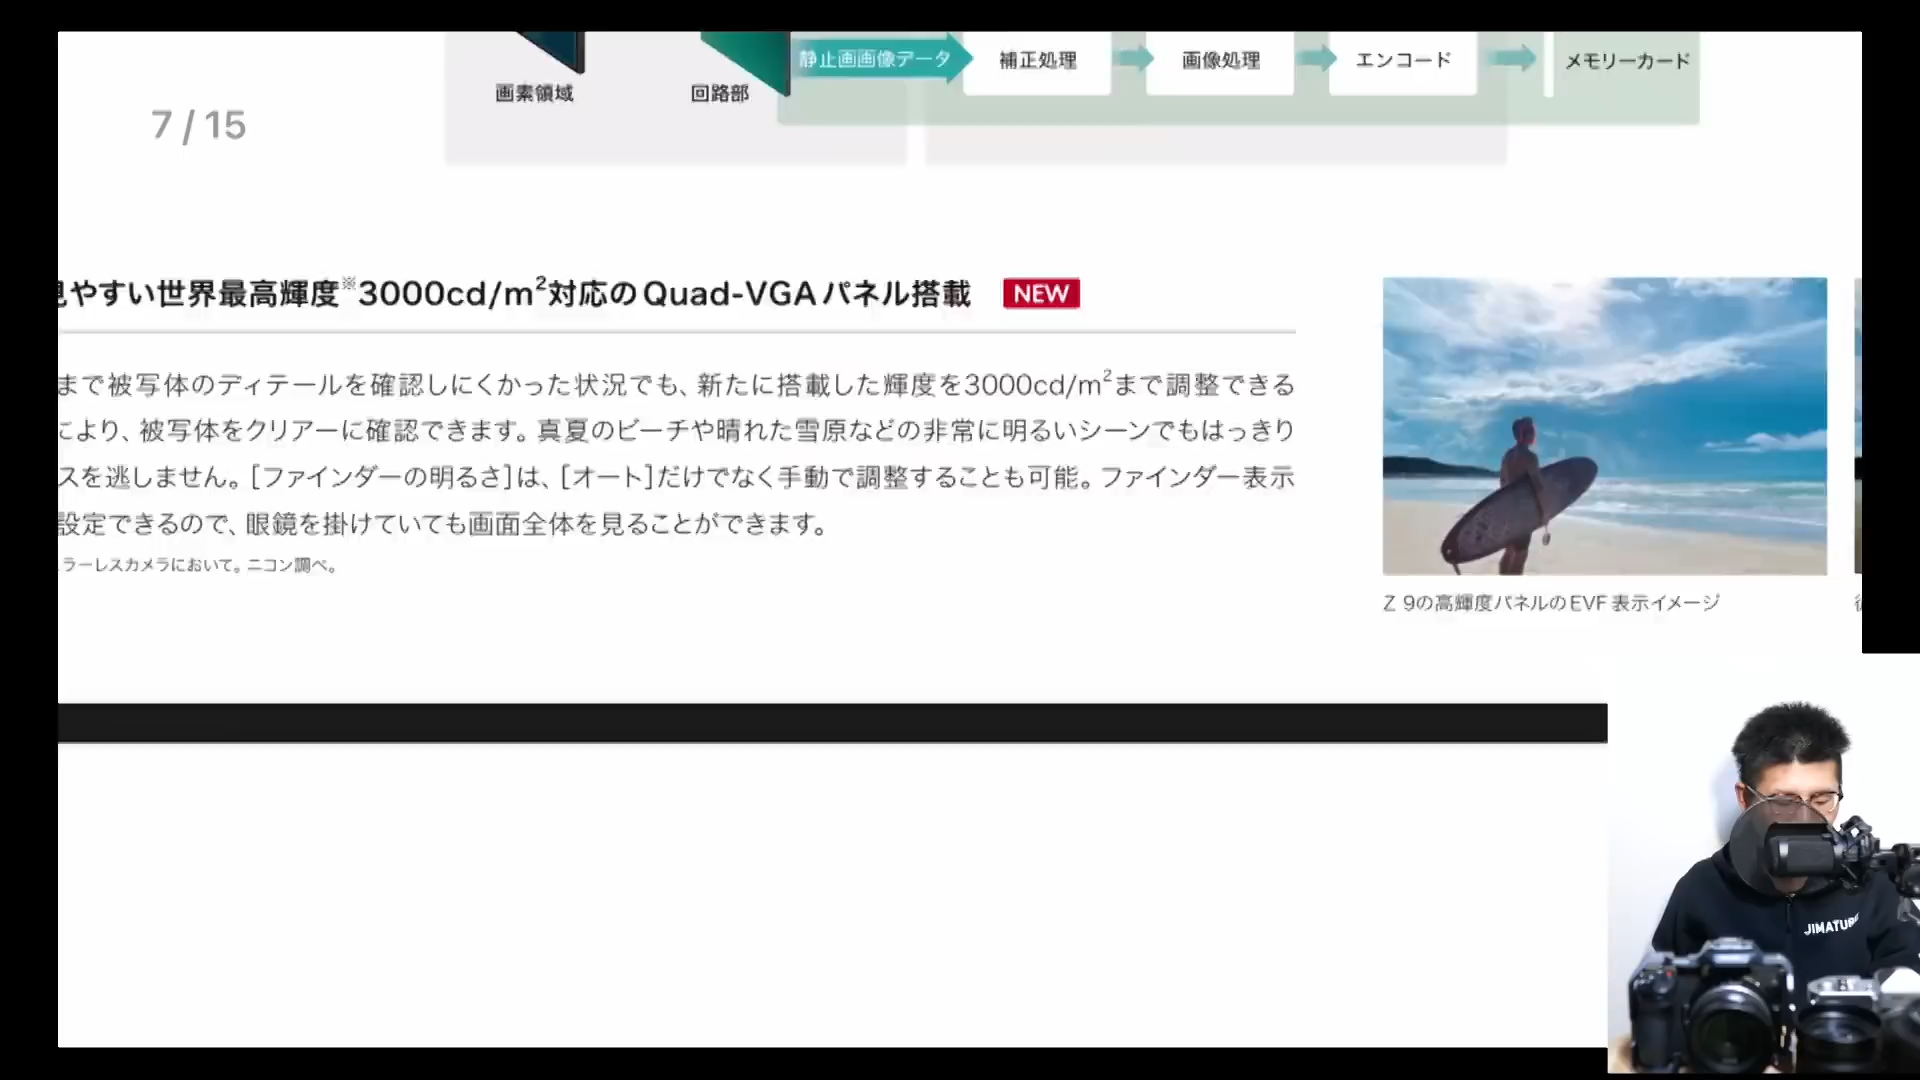 静止画画像データ
補正処理
画像処理
エンコード
メモリーカード
画素領域
回路部
7 / 15
やすい世界最高輝度※3000cd/m²対応のQuad-VGAパネル搭載 NEW
まで被写体のディテールを確認しにくかった状況でも、新たに搭載した輝度を3000cd/m²まで調整できる
により、被写体をクリアーに確認できます。真夏のビーチや晴れた雪原などの非常に明るいシーンでもはっきり
スを逃しません。[ファインダーの明るさ]は、[オート]だけでなく手動で調整することも可能。ファインダー表示
設定できるので、眼鏡を掛けていても画面全体を見ることができます。
ラーレスカメラにおいて。ニコン調べ。
Z 9の高輝度パネルのEVF表示イメージ